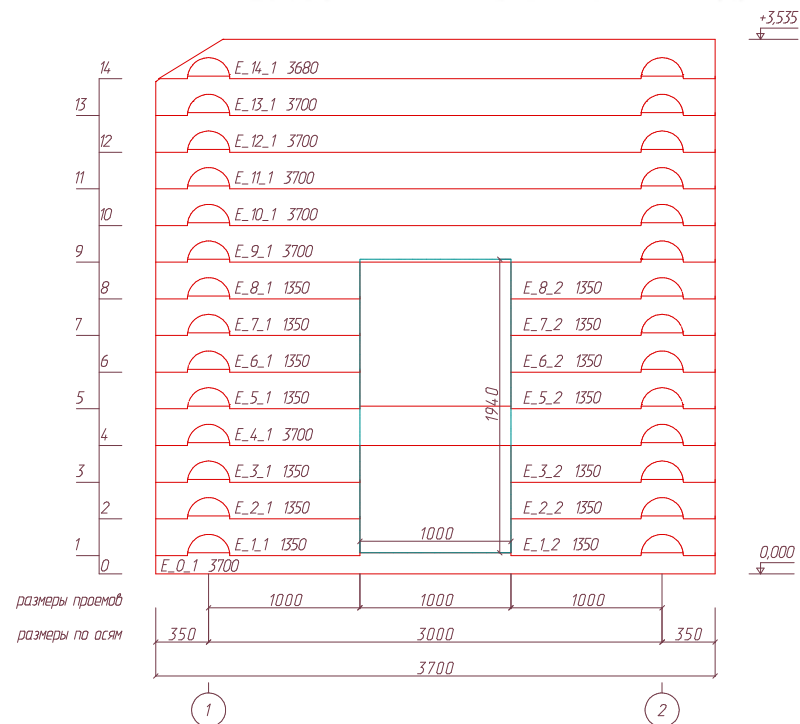 +3,535
14
E_14_1 3680
13
E_13_1 3700
12
E_12_1 3700
11
E_11_1 3700
10
E_10_1 3700
9
E_9_1 3700
8
E_8_1 1350
E_8_2 1350
7
E_7_1 1350
E_7_2 1350
6
E_6_1 1350
E_6_2 1350
5
E_5_1 1350
E_5_2 1350
1940
4
E_4_1 3700
3
E_3_1 1350
E_3_2 1350
2
E_2_1 1350
E_2_2 1350
1000
1
E_1_1 1350
E_1_2 1350
0,000
0
E_0_1 3700
размеры проемов
1000
1000
1000
размеры по осям
350
3000
350
3700
1
2